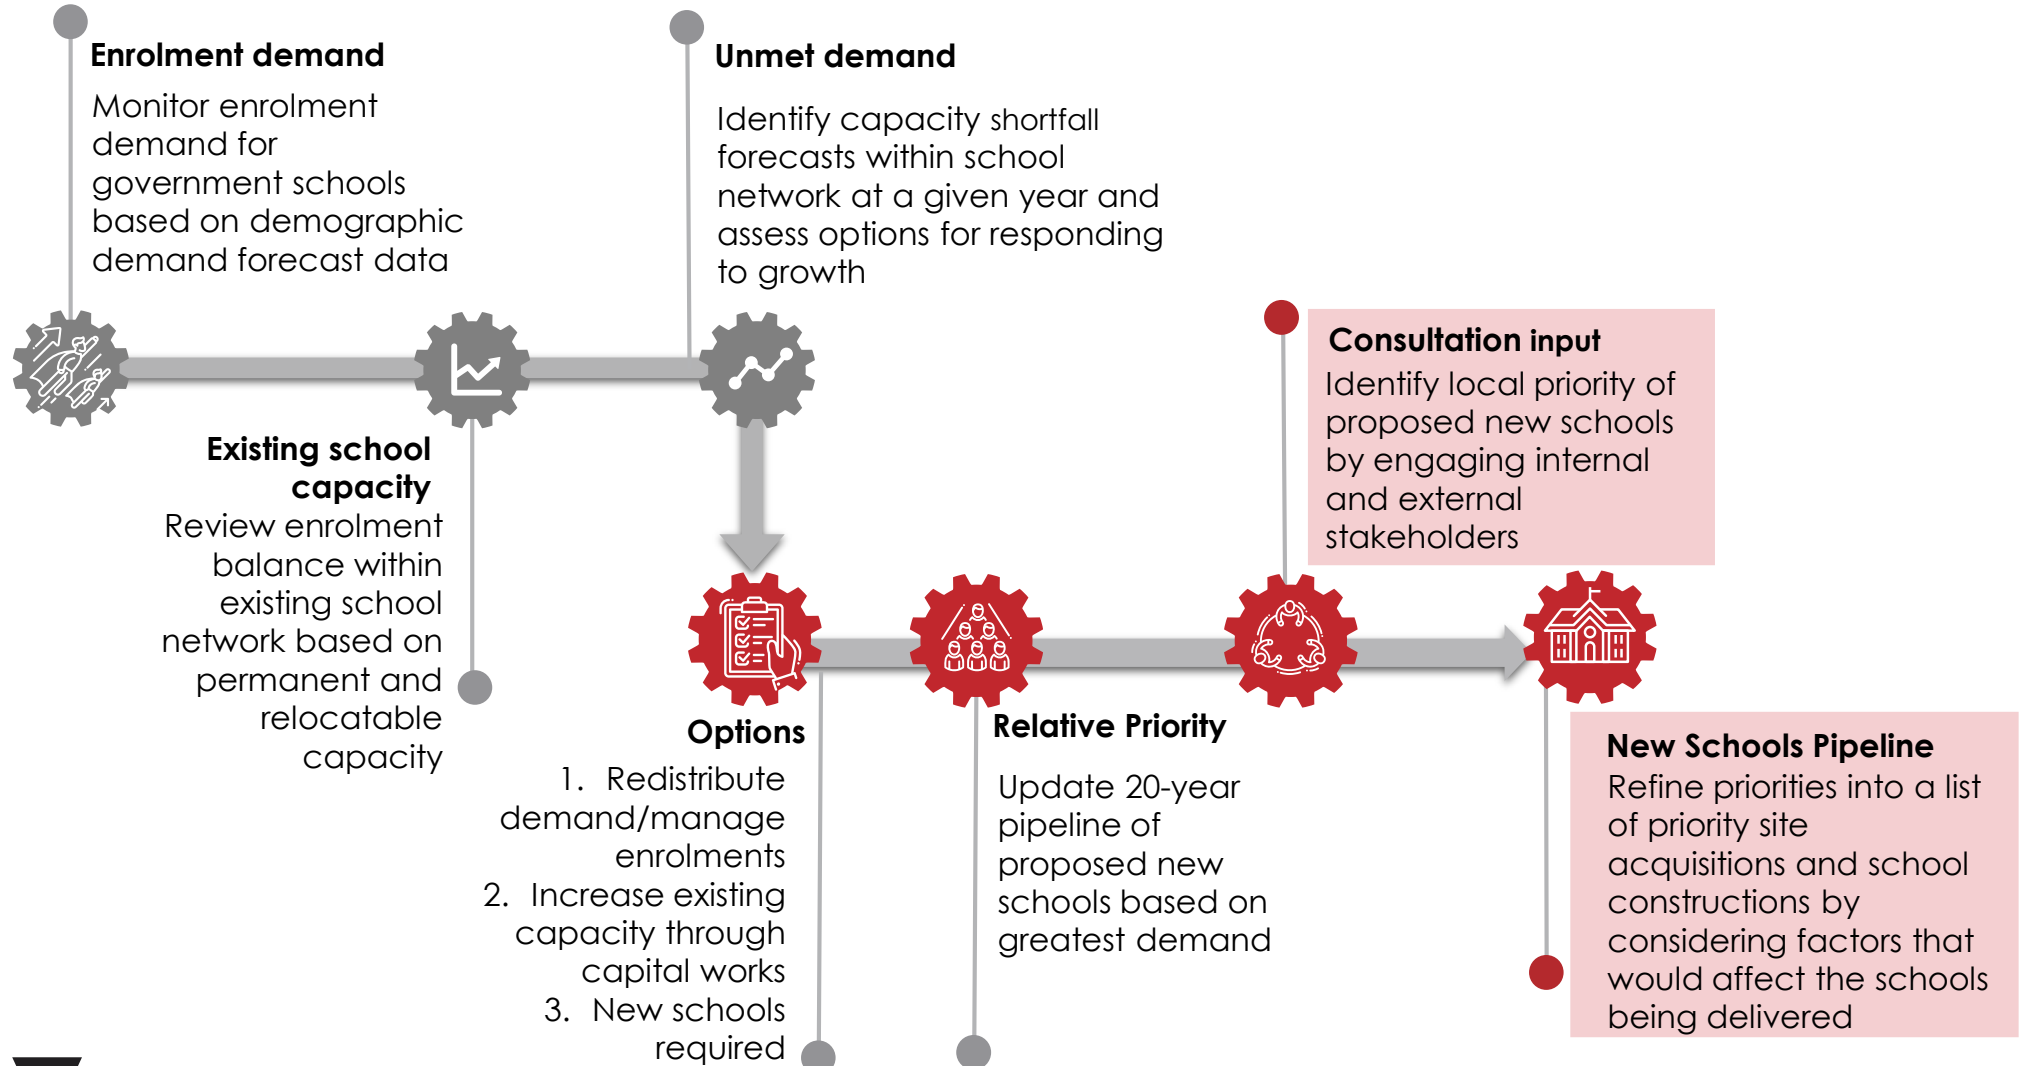 Enrolment demand
Monitor enrolment
demand for
government schools
based on demographic
demand forecast data
Existing school
capacity
Review enrolment
balance within
existing school
network based on
permanent and
relocatable
capacity
Unmet demand
Identify capacity shortfall
forecasts within school
network at a given year and
assess options for responding
to growth
Options
1. Redistribute
demand/manage
enrolments
2. Increase existing
capacity through
capital works
3. New schools
required
Relative Priority
Update 20-year
pipeline of
proposed new
schools based on
greatest demand
Consultation input
Identify local priority of
proposed new schools
by engaging internal
and external
stakeholders
New Schools Pipeline
Refine priorities into a list
of priority site
acquisitions and school
constructions by
considering factors that
would affect the schools
being delivered